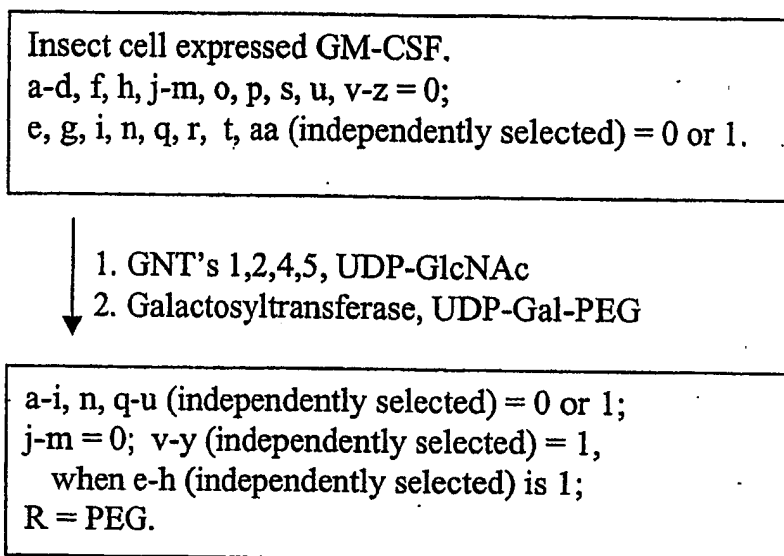 Insect cell expressed GM-CSF.
a-d, f, h, j-m, o, p, s, u, v-z = 0;
e, g, i, n, q, r, t, aa (independently selected) = 0 or 1.
1. GNT's 1,2,4,5, UDP-GlcNAc
2. Galactosyltransferase, UDP-Gal-PEG
a-i, n, q-u (independently selected) = 0 or 1;
j-m = 0; v-y (independently selected) = 1,
when e-h (independently selected) is 1;
R = PEG.